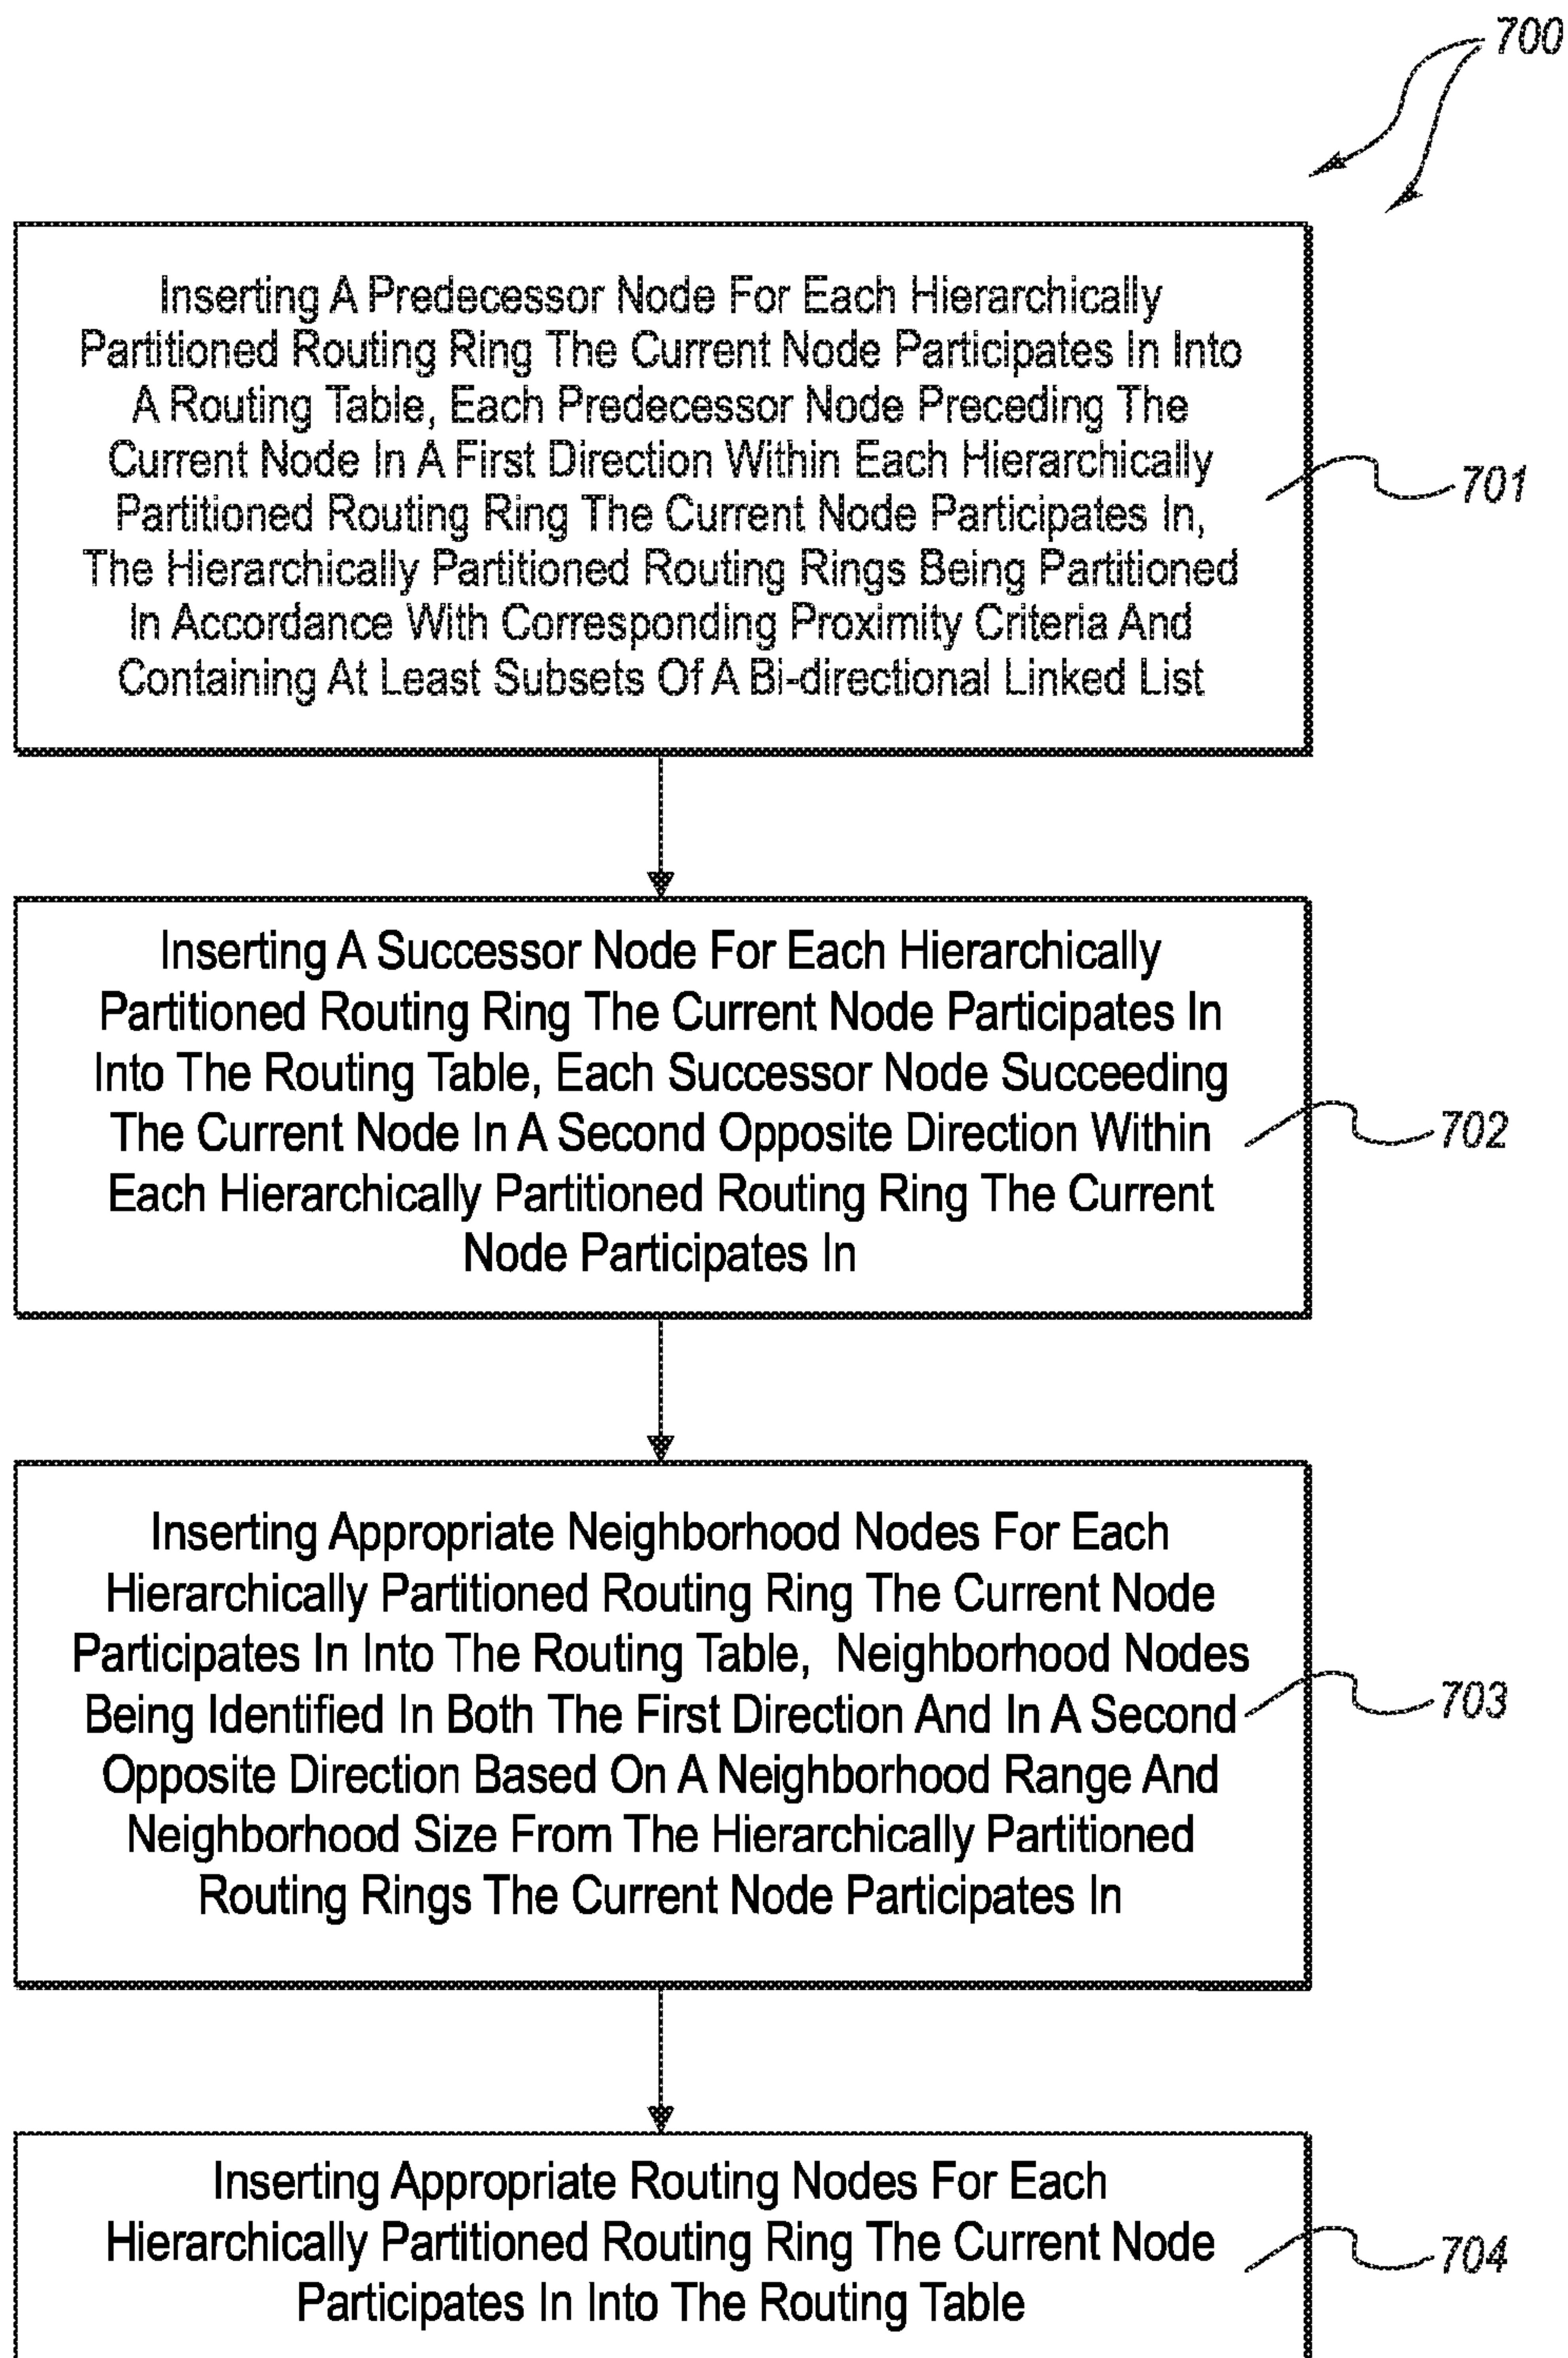 700
Inserting A Predecessor Node For Each Hierarchically
Partitioned Routing Ring The Current Node Participates In Into
A Routing Table, Each Predecessor Node Preceding The
Current Node In A First Direction Within Each Hierarchically
Partitioned Routing Ring The Current Node Participates In,
The Hierarchically Partitioned Routing Rings Being Partitioned
In Accordance With Corresponding Proximity Criteria And
Containing At Least Subsets Of A Bi-directional Linked List
701
Inserting A Successor Node For Each Hierarchically
Partitioned Routing Ring The Current Node Participates In
Into The Routing Table, Each Successor Node Succeeding
The Current Node In A Second Opposite Direction Within
Each Hierarchically Partitioned Routing Ring The Current
Node Participates In
702
Inserting Appropriate Neighborhood Nodes For Each
Hierarchically Partitioned Routing Ring The Current Node
Participates In Into The Routing Table, Neighborhood Nodes
Being Identified In Both The First Direction And In A Second
Opposite Direction Based On A Neighborhood Range And
Neighborhood Size From The Hierarchically Partitioned
Routing Rings The Current Node Participates In
703
Inserting Appropriate Routing Nodes For Each
Hierarchically Partitioned Routing Ring The Current Node
Participates In Into The Routing Table
704